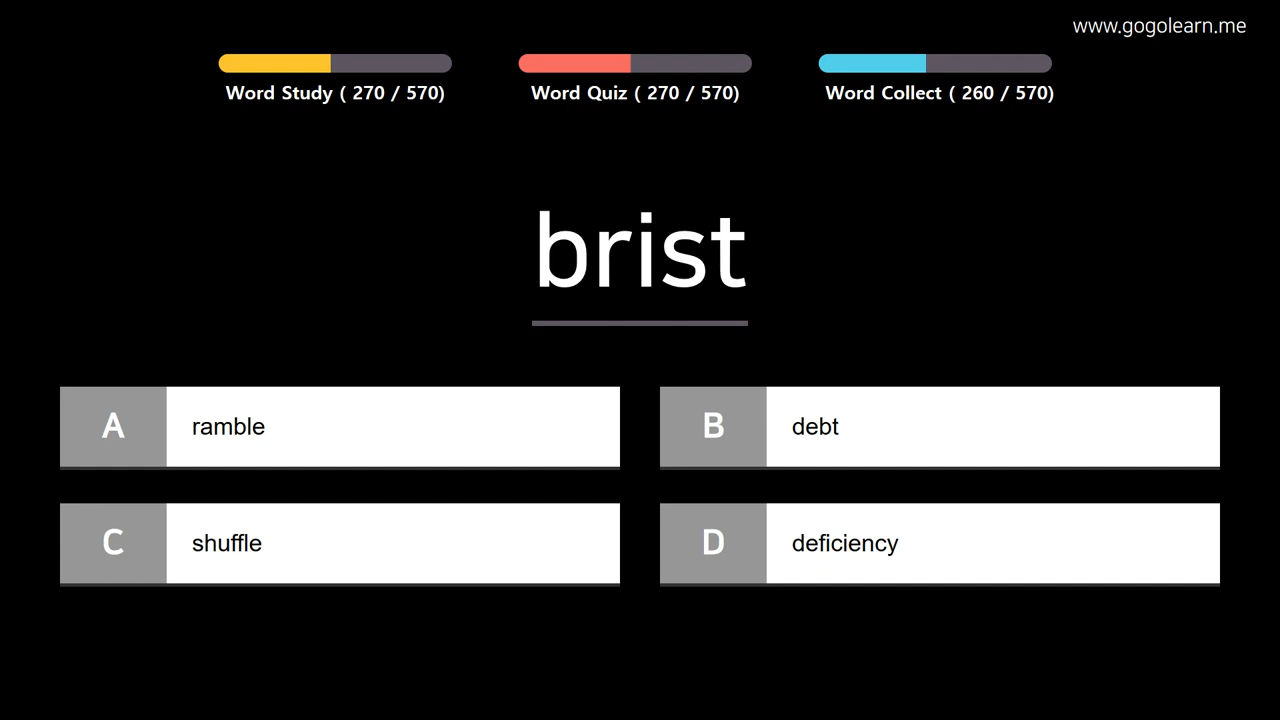 www.gogolearn.me
Word Study ( 270 / 570)
Word Quiz ( 270 / 570)
Word Collect ( 260 / 570)
brist
A
ramble
B
debt
C
shuffle
D
deficiency